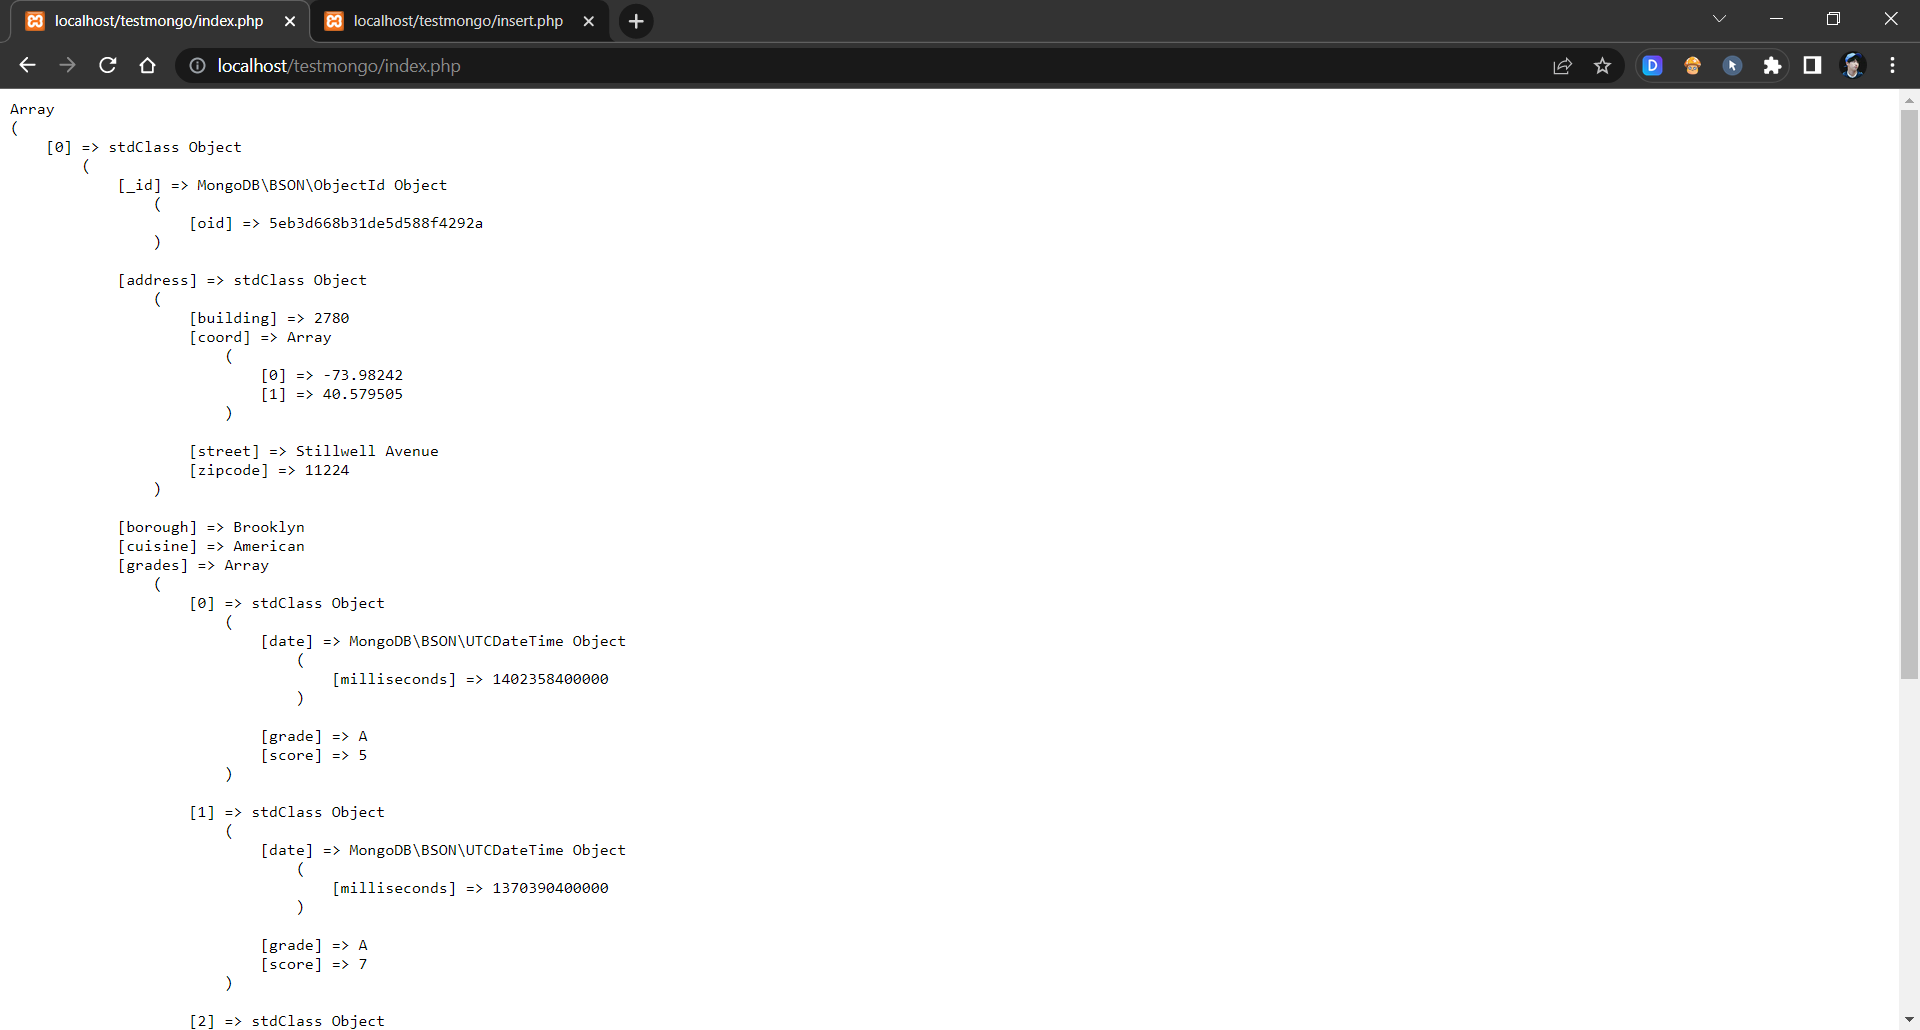 localhost/testmongo/index.php
localhost/testmongo/insert.php
localhost/testmongo/index.php
D
Array
(
    [0] => stdClass Object
        (
            [_id] => MongoDB\BSON\ObjectId Object
                (
                    [oid] => 5eb3d668b31de5d588f4292a
                )

            [address] => stdClass Object
                (
                    [building] => 2780
                    [coord] => Array
                        (
                            [0] => -73.98242
                            [1] => 40.579505
                        )

                    [street] => Stillwell Avenue
                    [zipcode] => 11224
                )

            [borough] => Brooklyn
            [cuisine] => American
            [grades] => Array
                (
                    [0] => stdClass Object
                        (
                            [date] => MongoDB\BSON\UTCDateTime Object
                                (
                                    [milliseconds] => 1402358400000
                                )

                            [grade] => A
                            [score] => 5
                        )

                    [1] => stdClass Object
                        (
                            [date] => MongoDB\BSON\UTCDateTime Object
                                (
                                    [milliseconds] => 1370390400000
                                )

                            [grade] => A
                            [score] => 7
                        )

                    [2] => stdClass Object